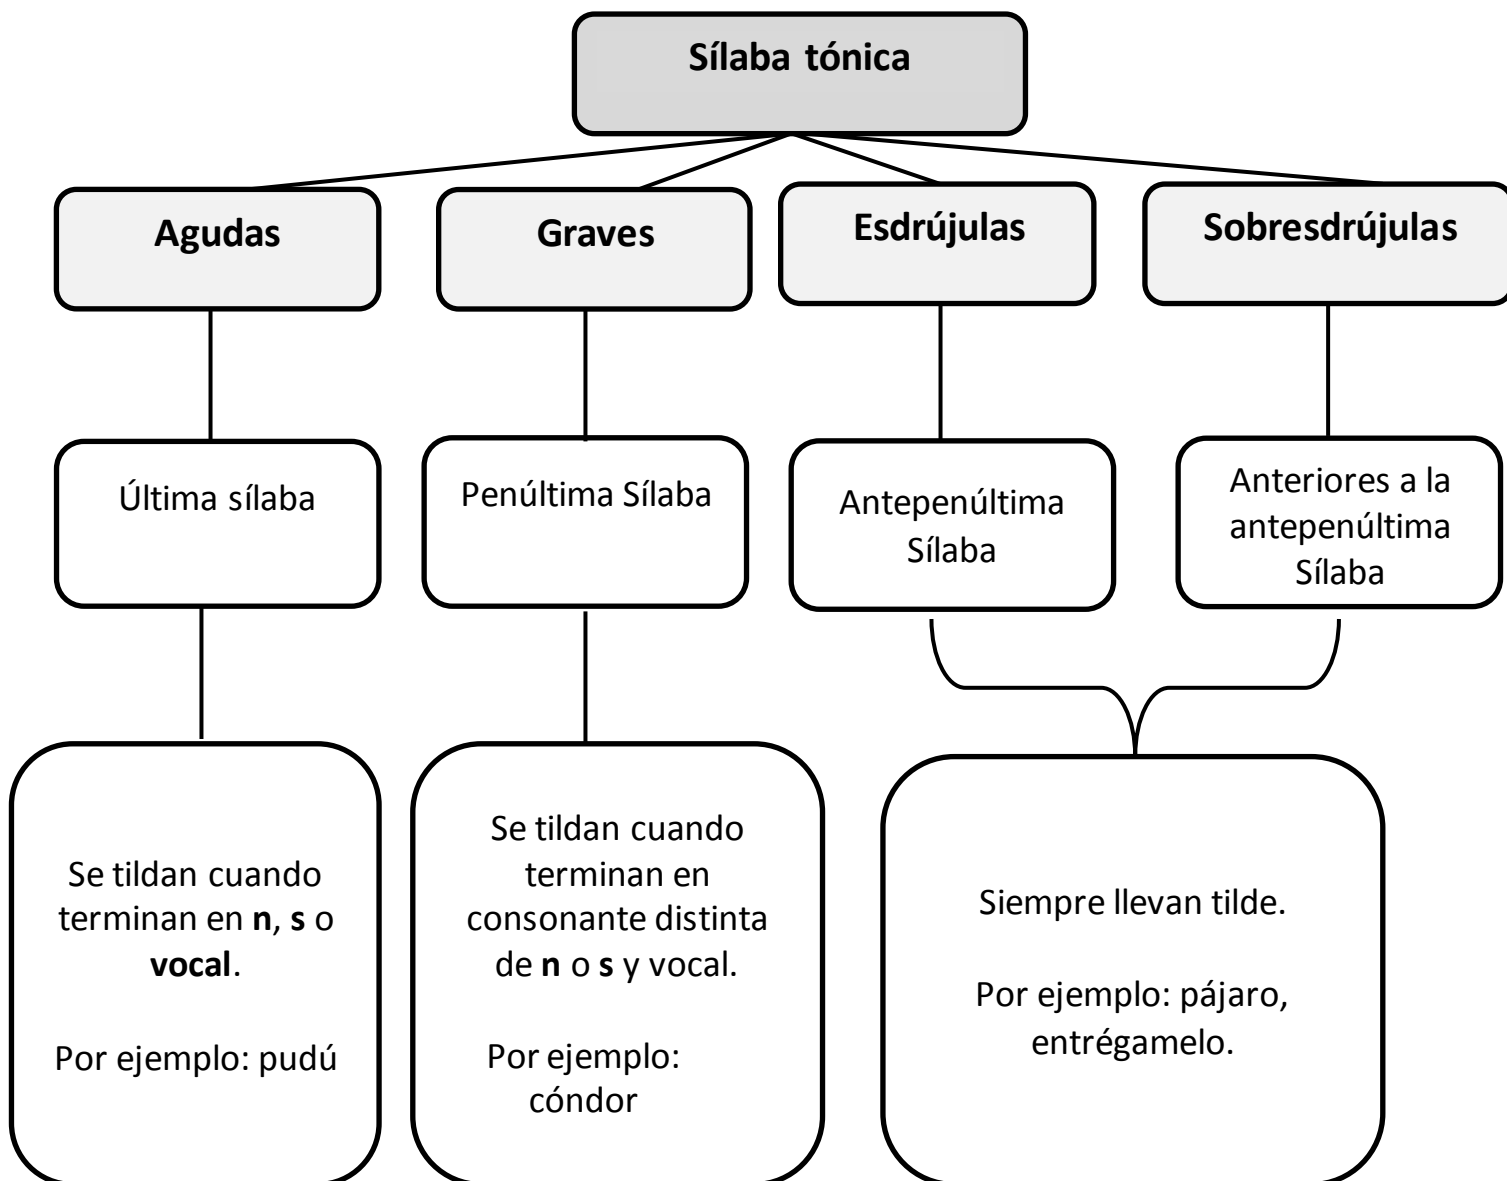 Sílaba tónica
Agudas
Graves
Esdrújulas
Sobresdrújulas
Última sílaba
Penúltima Sílaba
Antepenúltima
Sílaba
Anteriores a la
antepenúltima
Sílaba
Se tildan cuando
terminan en n, s o
vocal.
Por ejemplo: pudú
Se tildan cuando
terminan en
consonante distinta
de n o s y vocal.
Por ejemplo:
cóndor
Siempre llevan tilde.
Por ejemplo: pájaro,
entrégamelo.